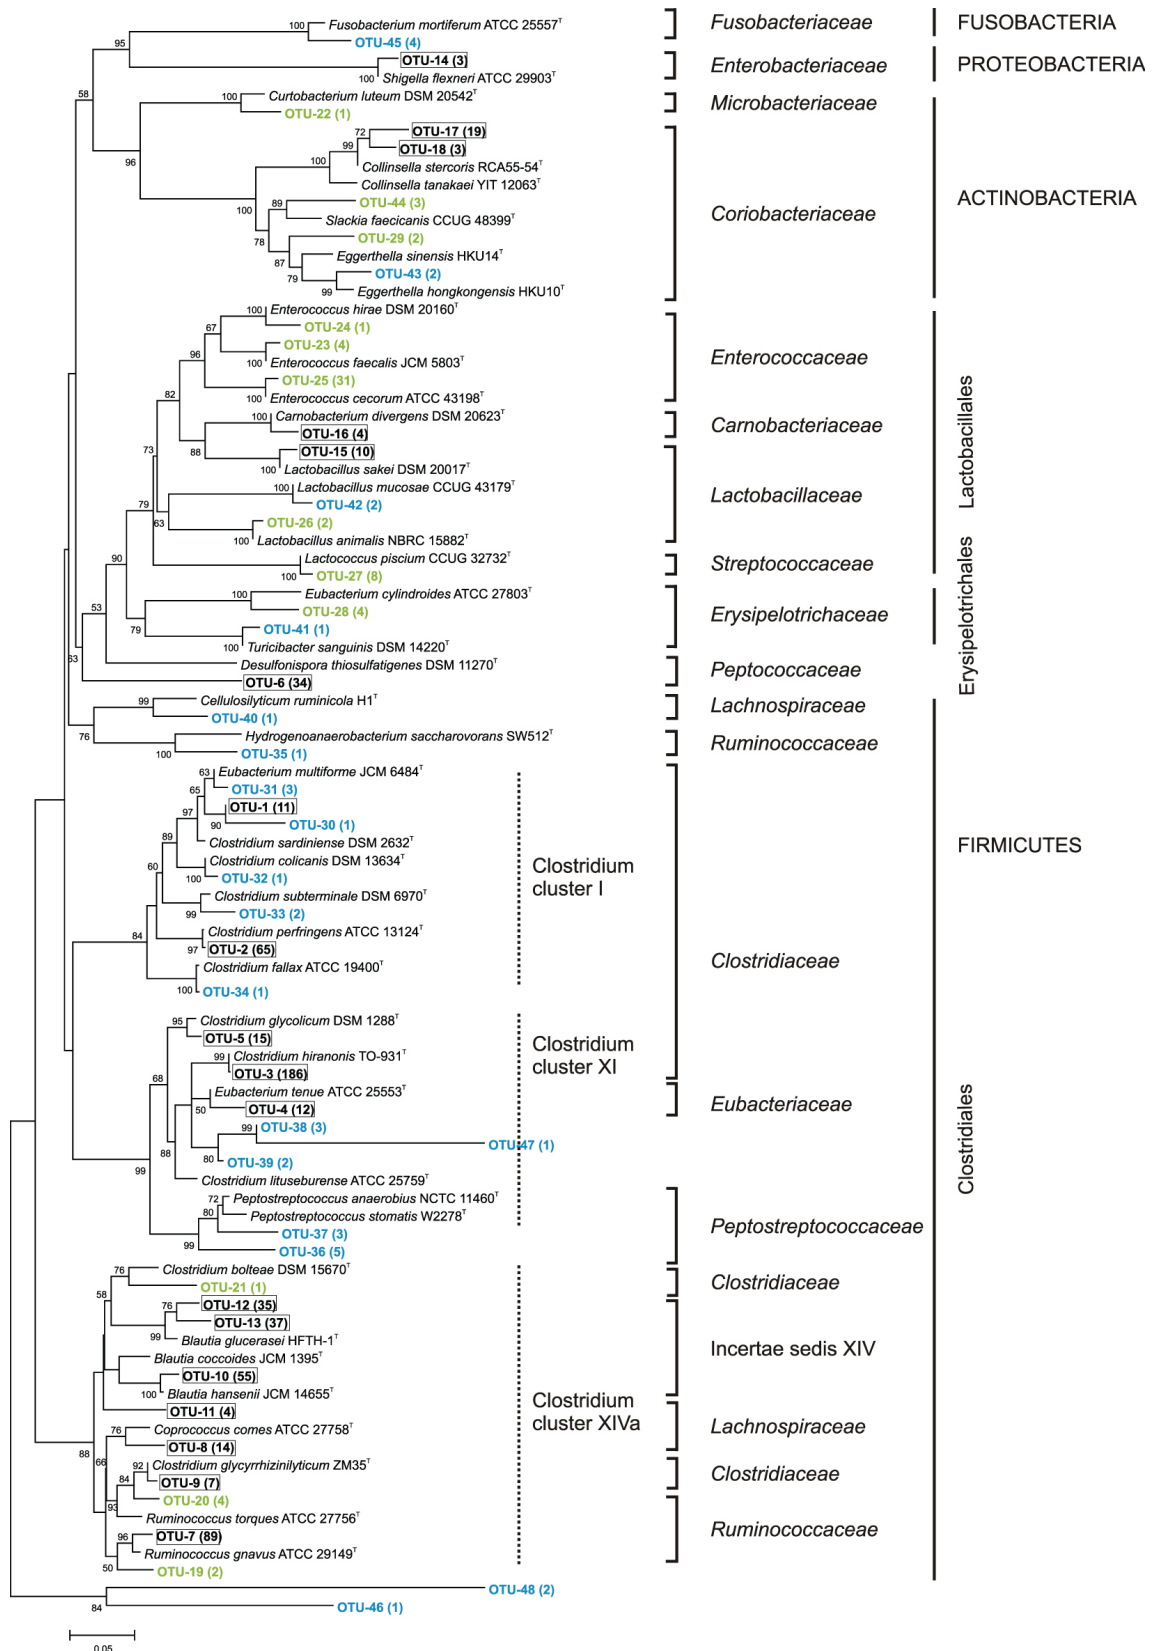 Fusobacterium mortiferum ATCC 25557T
100
OTU-45 (4)
Fusobacteriaceae
FUSOBACTERIA
95
OTU-14 (3)
100
Shigella flexneri ATCC 29903T
Enterobacteriaceae
PROTEOBACTERIA
58
Curtobacterium luteum DSM 20542T
100
OTU-22 (1)
Microbacteriaceae
96
OTU-17 (19)
72
OTU-18 (3)
99
Collinsella stercoris RCA55-54T
100
Collinsella tanakaei YIT 12063T
100
OTU-44 (3)
89
Slackia faecicanis CCUG 48399T
78
OTU-29 (2)
87
Eggerthella sinensis HKU14T
79
OTU-43 (2)
99
Eggerthella hongkongensis HKU10T
Coriobacteriaceae
ACTINOBACTERIA
Enterococcus hirae DSM 20160T
100
OTU-24 (1)
67
OTU-23 (4)
100
Enterococcus faecalis JCM 5803T
96
OTU-25 (31)
100
Enterococcus cecorum ATCC 43198T
Enterococcaceae
82
Carnobacterium divergens DSM 20623T
100
OTU-16 (4)
Carnobacteriaceae
88
OTU-15 (10)
100
Lactobacillus sakei DSM 20017T
73
Lactobacillus mucosae CCUG 43179T
100
OTU-42 (2)
79
63
OTU-26 (2)
100
Lactobacillus animalis NBRC 15882T
Lactobacillaceae
Lactobacillales
90
Lactococcus piscium CCUG 32732T
100
OTU-27 (8)
Streptococcaceae
Eubacterium cylindroides ATCC 27803T
100
OTU-28 (4)
53
79
OTU-41 (1)
100
Turicibacter sanguinis DSM 14220T
Erysipelotrichaceae
Erysipelotrichales
63
Desulfonispora thiosulfatigenes DSM 11270T
OTU-6 (34)
Peptococcaceae
Cellulosilyticum ruminicola H1T
99
OTU-40 (1)
Lachnospiraceae
76
Hydrogenoanaerobacterium saccharovorans SW512T
100
OTU-35 (1)
Ruminococcaceae
Eubacterium multiforme JCM 6484T
63
OTU-31 (3)
65
OTU-1 (11)
97
90
OTU-30 (1)
89
Clostridium sardiniense DSM 2632T
Clostridium colicanis DSM 13634T
60
100
OTU-32 (1)
Clostridium subterminale DSM 6970T
99
OTU-33 (2)
84
Clostridium perfringens ATCC 13124T
97
OTU-2 (65)
Clostridium fallax ATCC 19400T
100
OTU-34 (1)
Clostridium
cluster I
FIRMICUTES
Clostridiaceae
Clostridium glycolicum DSM 1288T
95
OTU-5 (15)
Clostridium hiranonis TO-931T
99
OTU-3 (186)
68
Clostridium
cluster XI
Eubacterium tenue ATCC 25553T
50
OTU-4 (12)
Eubacteriaceae
OTU-38 (3)
99
OTU-47 (1)
88
80
OTU-39 (2)
99
Clostridium lituseburense ATCC 25759T
Peptostreptococcus anaerobius NCTC 11460T
72
80
Peptostreptococcus stomatis W2278T
OTU-37 (3)
99
OTU-36 (5)
Peptostreptococcaceae
Clostridiales
Clostridium bolteae DSM 15670T
76
OTU-21 (1)
Clostridiaceae
58
OTU-12 (35)
76
OTU-13 (37)
99
Blautia glucerasei HFTH-1T
Blautia coccoides JCM 1395T
OTU-10 (55)
100
Blautia hansenii JCM 14655T
Incertae sedis XIV
OTU-11 (4)
Clostridium
cluster XIVa
Coprococcus comes ATCC 27758T
76
OTU-8 (14)
Lachnospiraceae
88
66
Clostridium glycyrrhizinilyticum ZM35T
92
84
OTU-9 (7)
OTU-20 (4)
Clostridiaceae
93
Ruminococcus torques ATCC 27756T
OTU-7 (89)
96
Ruminococcus gnavus ATCC 29149T
50
OTU-19 (2)
Ruminococcaceae
OTU-48 (2)
84
OTU-46 (1)
0.05